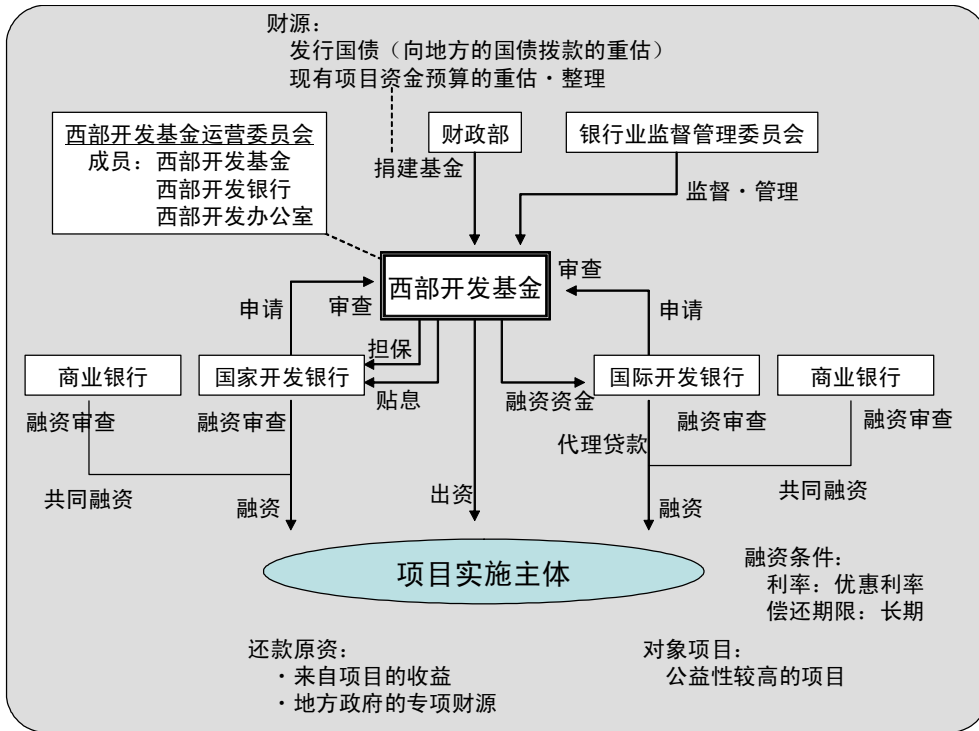 财源：
发行国债（向地方的国债拨款的重估）
现有项目资金预算的重估·整理
西部开发基金运营委员会
成员：西部开发基金
西部开发银行
西部开发办公室
财政部
银行业监督管理委员会
捐建基金
监督·管理
西部开发基金
审查
申请
审查
申请
担保
商业银行
国家开发银行
国际开发银行
商业银行
贴息
融资资金
融资审查
融资审查
融资审查
融资审查
代理贷款
共同融资
融资
出资
融资
共同融资
项目实施主体
融资条件：
利率：优惠利率
偿还期限：长期
还款原资：
·来自项目的收益
·地方政府的专项财源
对象项目：
公益性较高的项目